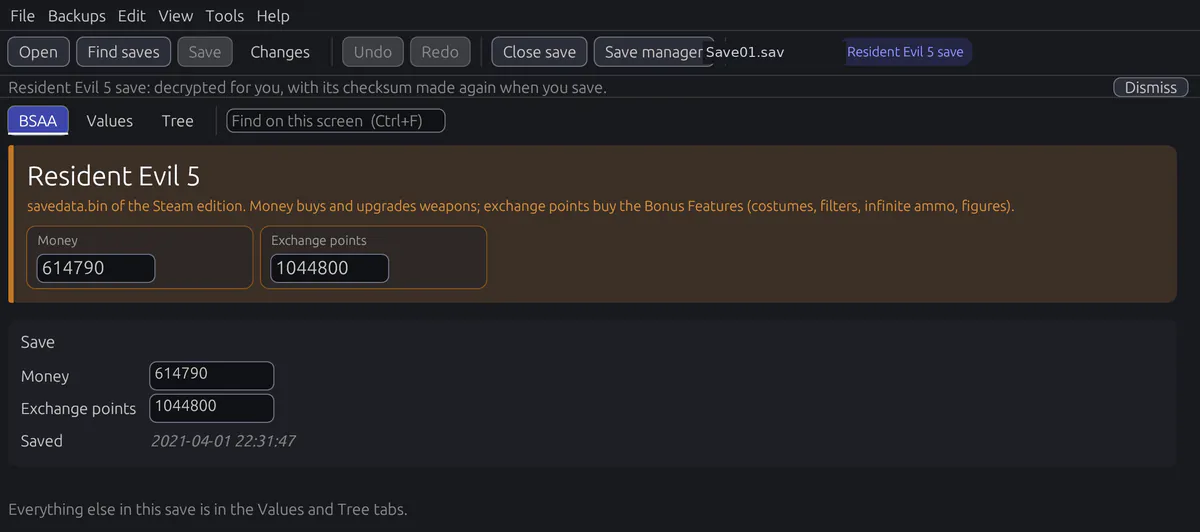 File Backups Edit View Tools Help
Open Find saves Save Changes Undo Redo Close save Save manager Save01.sav Resident Evil 5 save
Resident Evil 5 save: decrypted for you, with its checksum made again when you save. Dismiss
BSAA Values Tree Find on this screen (Ctrl+F)
Resident Evil 5
savedata.bin of the Steam edition. Money buys and upgrades weapons; exchange points buy the Bonus Features (costumes, filters, infinite ammo, figures).
Money Exchange points
614790 1044800
Save
Money 614790
Exchange points 1044800
Saved 2021-04-01 22:31:47
Everything else in this save is in the Values and Tree tabs.